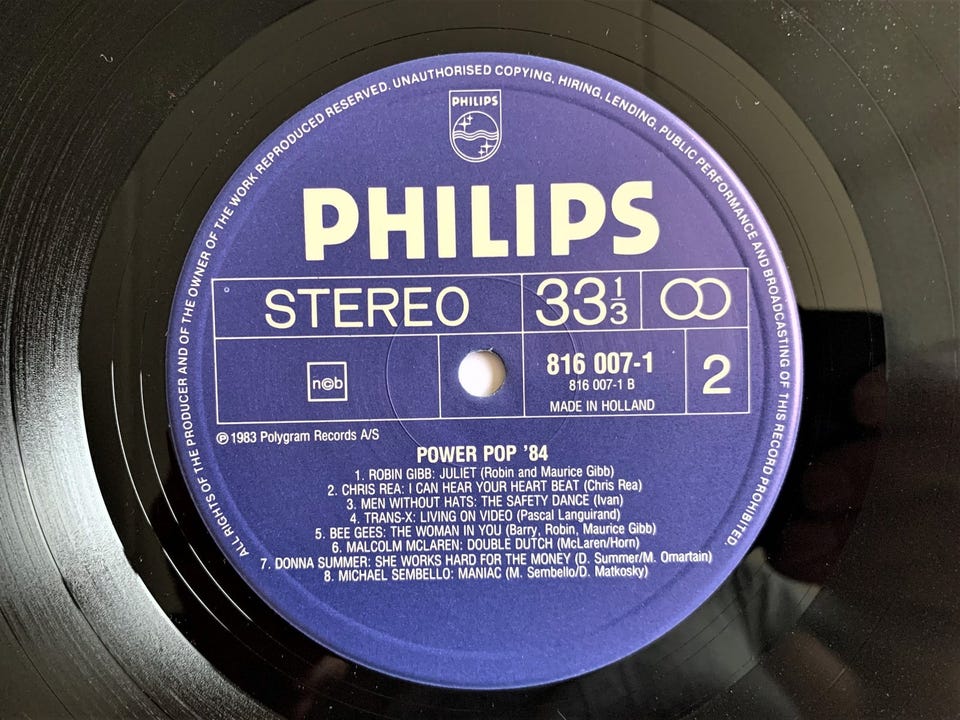 ALL RIGHTS OF THE PRODUCER AND OF THE OWNER OF THE WORK REPRODUCED RESERVED. UNAUTHORISED COPYING, HIRING, LENDING, PUBLIC PERFORMANCE AND BROADCASTING OF THIS RECORD PROHIBITED.
PHILIPS
PHILIPS
STEREO
33 1/3
n©b
816 007-1
816 007-1 B
MADE IN HOLLAND
2
℗ 1983 Polygram Records A/S
POWER POP '84
1. ROBIN GIBB: JULIET (Robin and Maurice Gibb)
2. CHRIS REA: I CAN HEAR YOUR HEART BEAT (Chris Rea)
3. MEN WITHOUT HATS: THE SAFETY DANCE (Ivan)
4. TRANS-X: LIVING ON VIDEO (Pascal Languirand)
5. BEE GEES: THE WOMAN IN YOU (Barry, Robin, Maurice Gibb)
6. MALCOLM MCLAREN: DOUBLE DUTCH (McLaren/Horn)
7. DONNA SUMMER: SHE WORKS HARD FOR THE MONEY (D. Summer/M. Omartain)
8. MICHAEL SEMBELLO: MANIAC (M. Sembello/D. Matkosky)